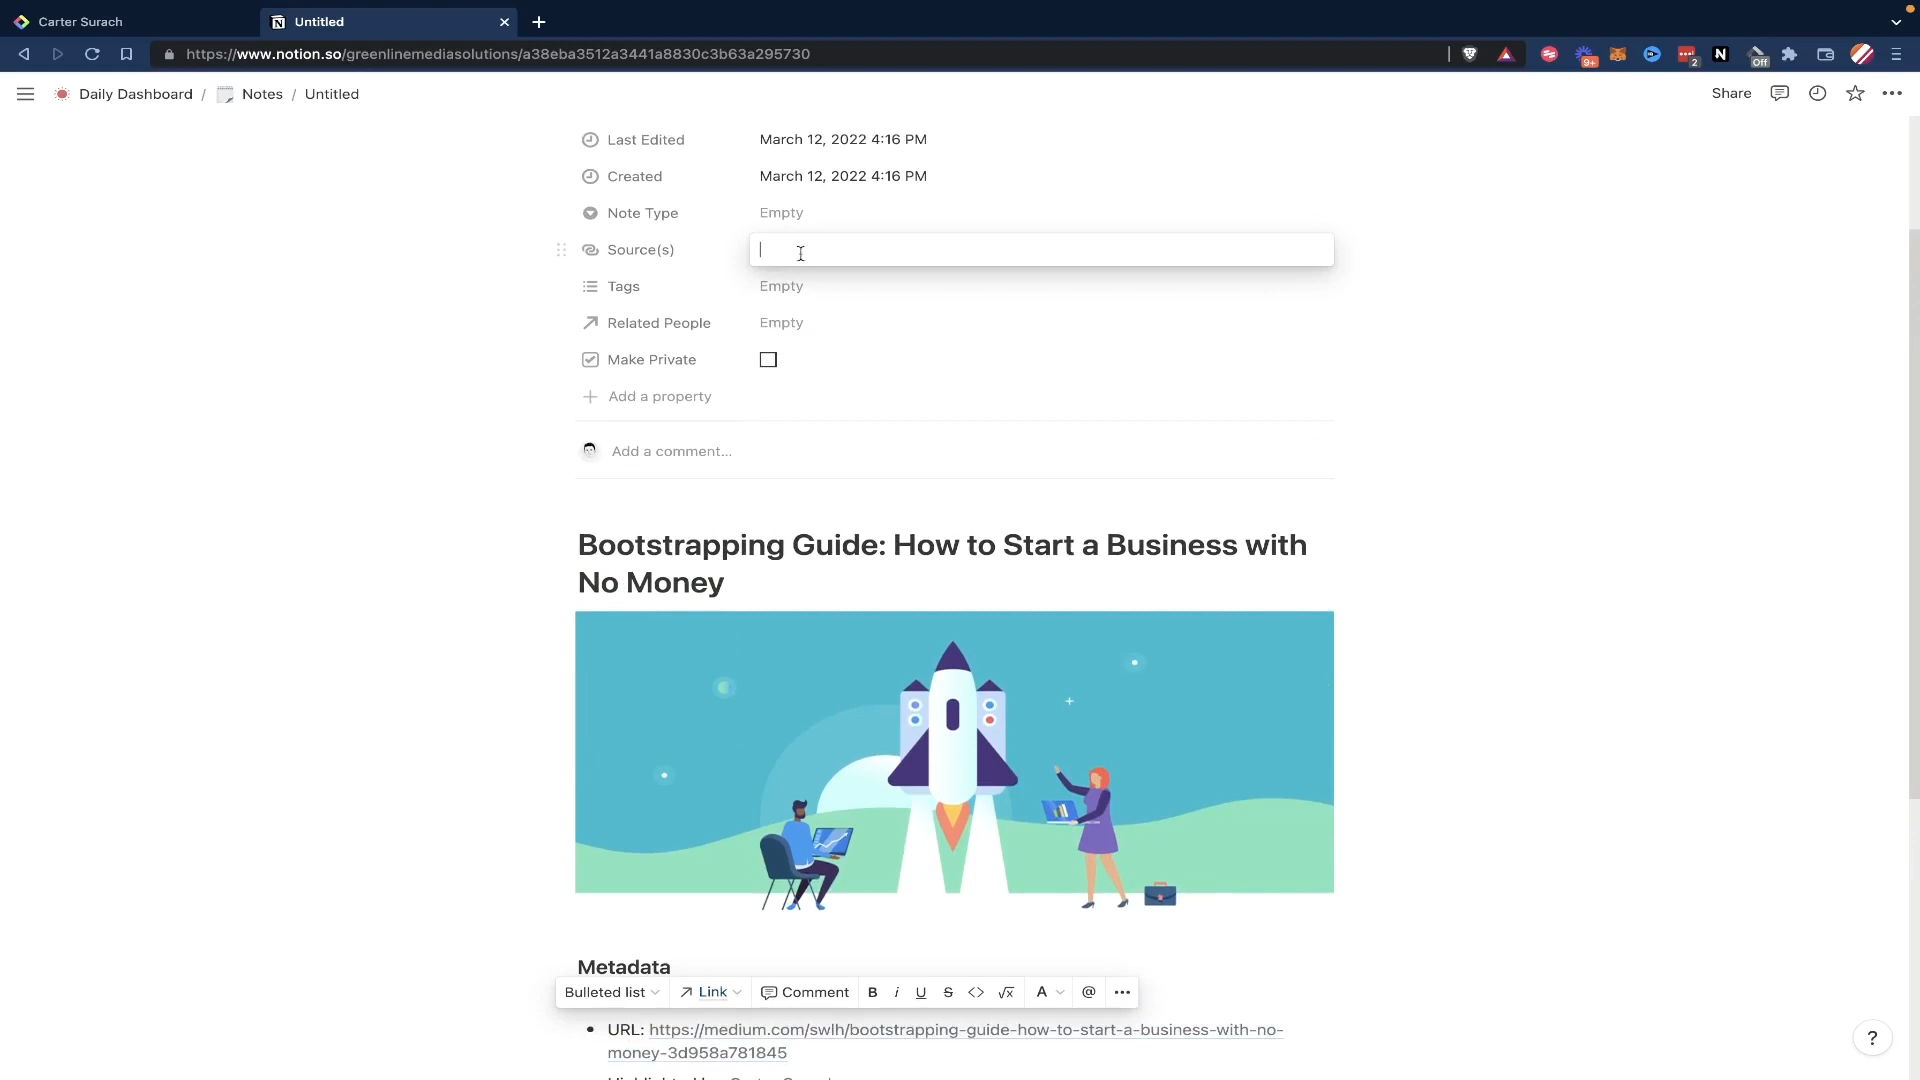 Carter Surach
Untitled
https://www.notion.so/greenlinemediasolutions/a38eba3512a3441a8830c3b63a295730
9+
2
Off
Daily Dashboard / Notes / Untitled
Share
Last Edited March 12, 2022 4:16 PM
Created March 12, 2022 4:16 PM
Note Type Empty
Source(s)
Tags Empty
Related People Empty
Make Private
Add a property
Add a comment...
Bootstrapping Guide: How to Start a Business with
No Money
Metadata
Bulleted list Link Comment B i U S <> √x A @ •••
• URL: https://medium.com/swlh/bootstrapping-guide-how-to-start-a-business-with-no-
money-3d958a781845
?